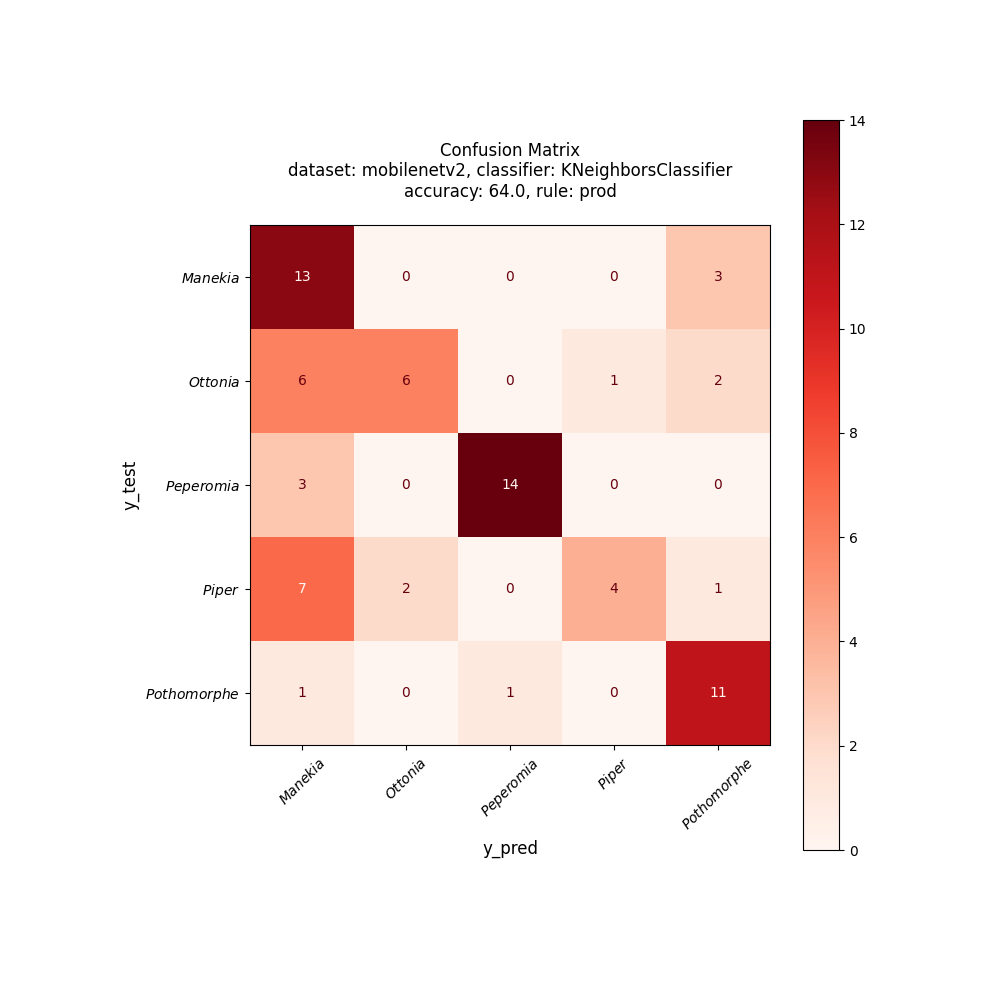 Confusion Matrix
dataset: mobilenetv2, classifier: KNeighborsClassifier
accuracy: 64.0, rule: prod
Manekia 13 0 0 0 3
Ottonia 6 6 0 1 2
Peperomia 3 0 14 0 0
Piper 7 2 0 4 1
Pothomorphe 1 0 1 0 11
y_test
Manekia Ottonia Peperomia Piper Pothomorphe
y_pred
14
12
10
8
6
4
2
0